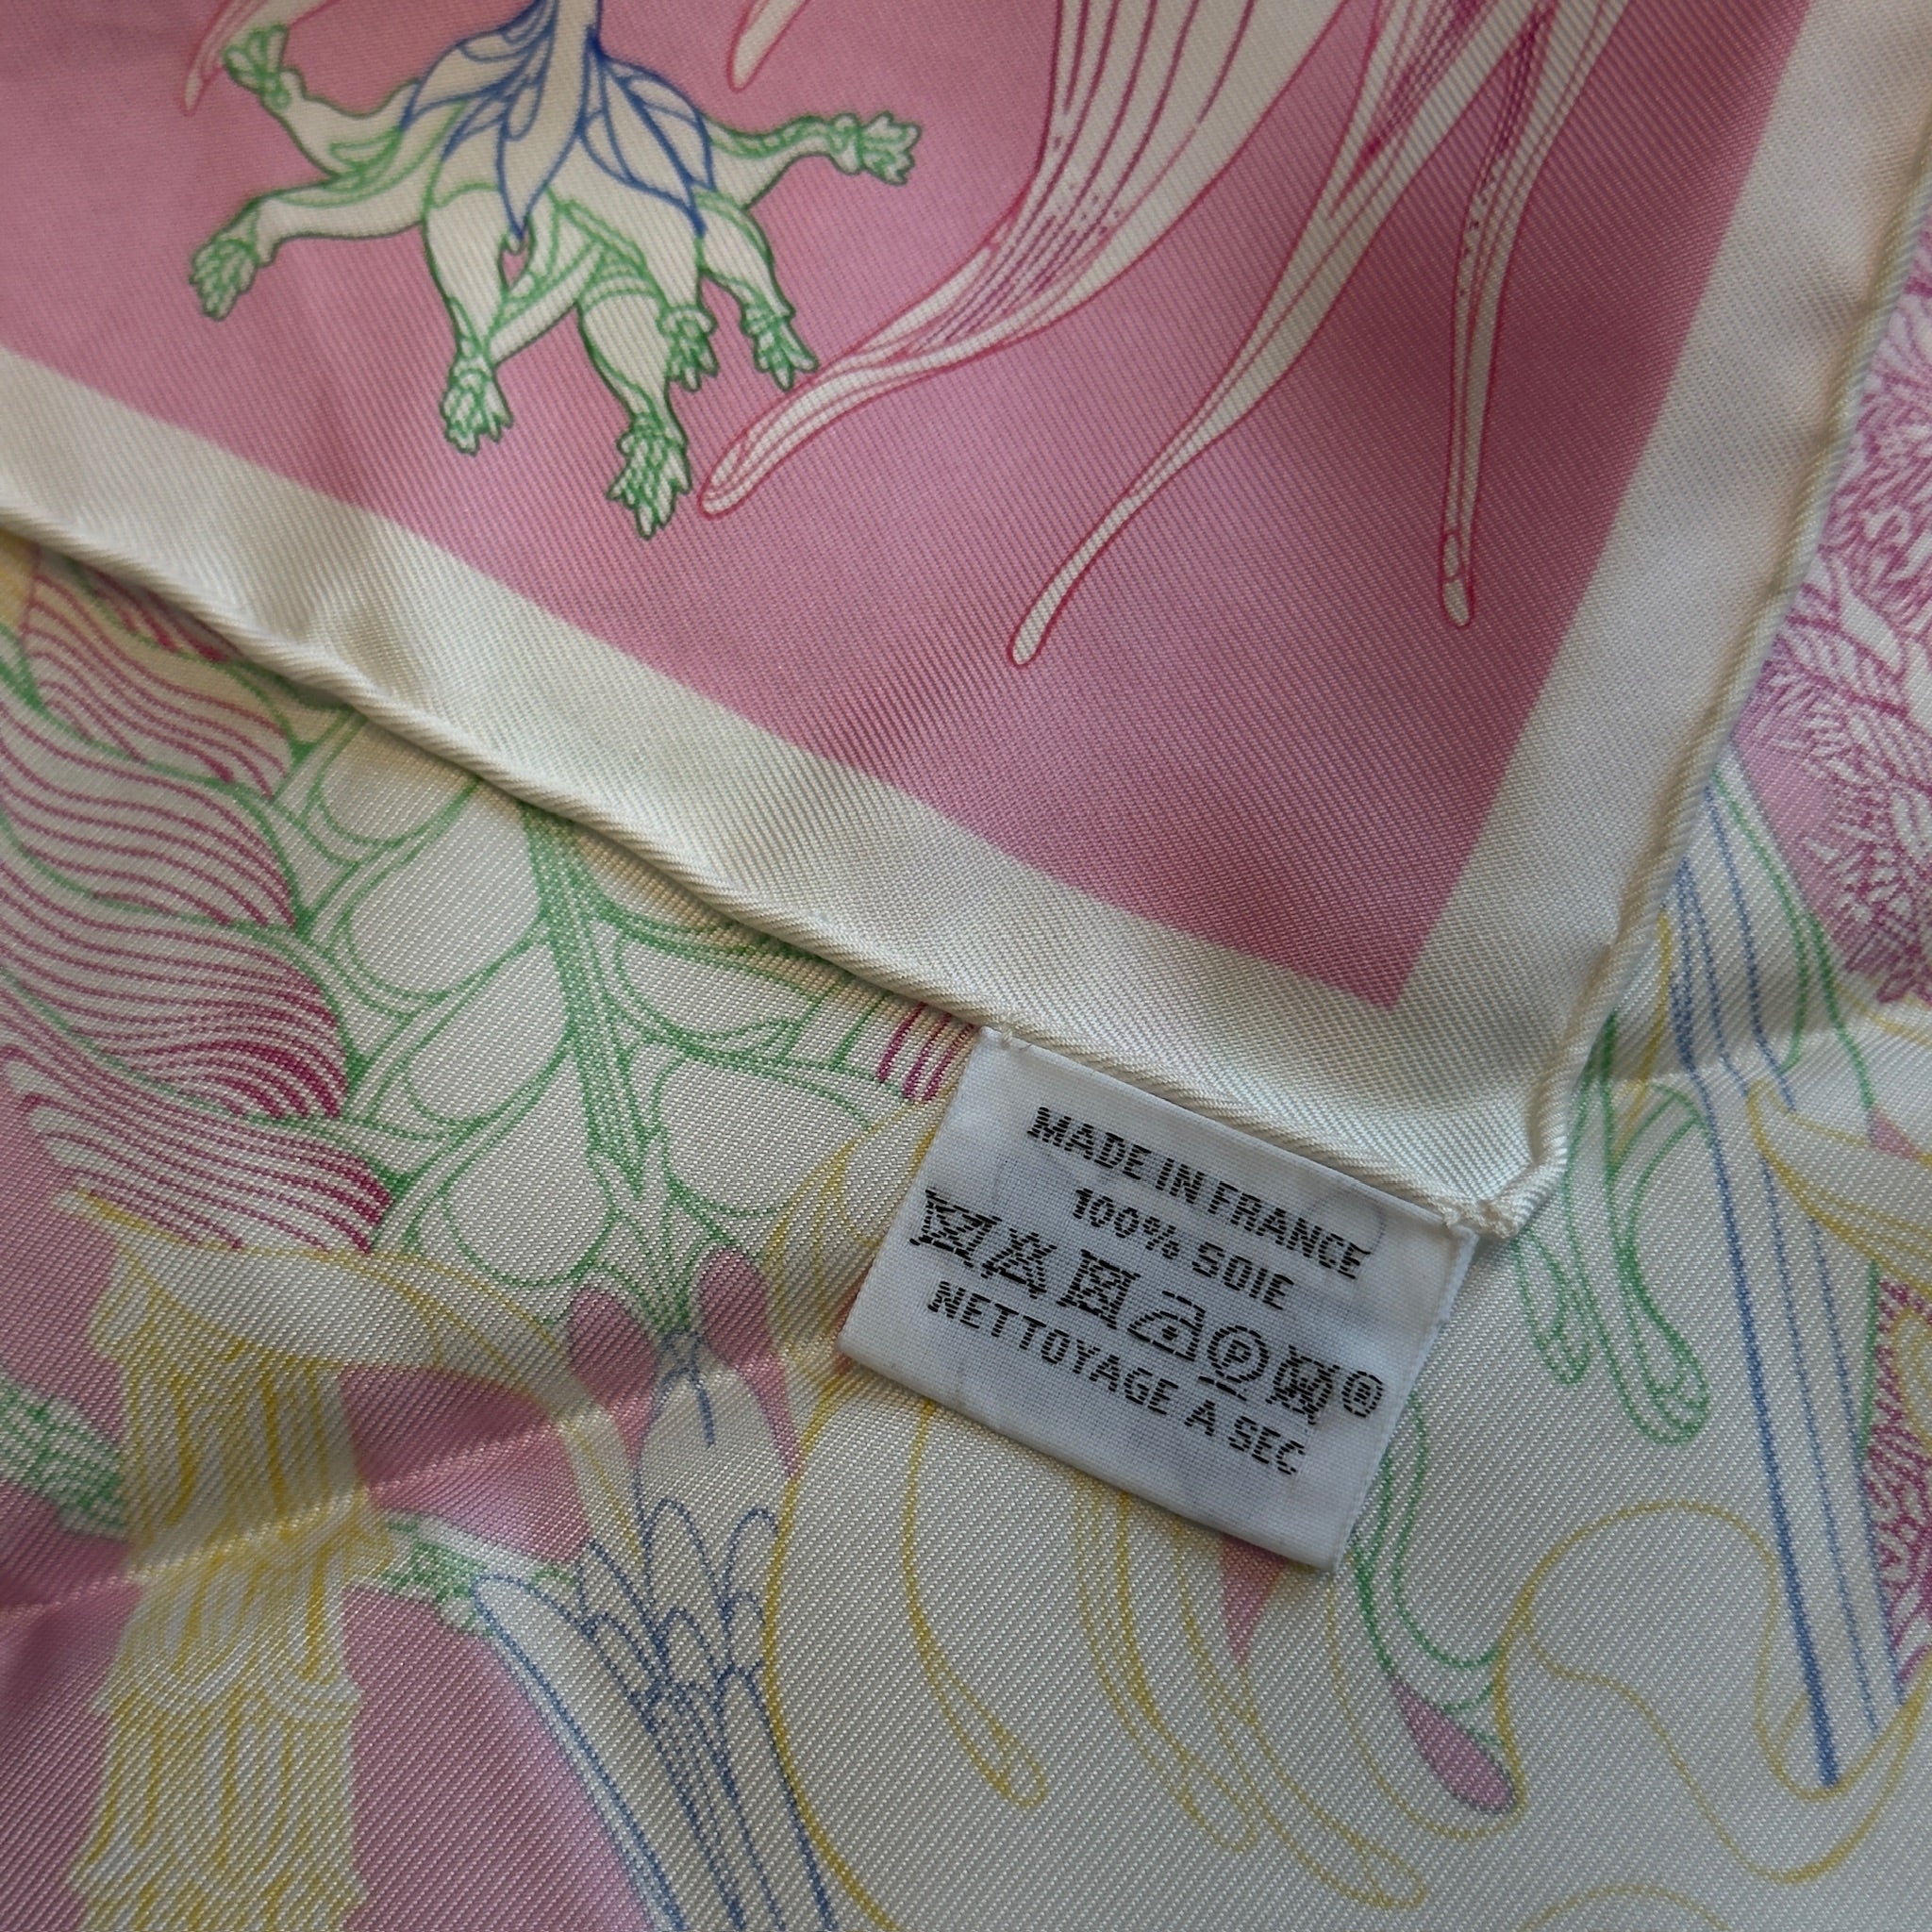 MADE IN FRANCE
100% SOIE
P ®
NETTOYAGE A SEC